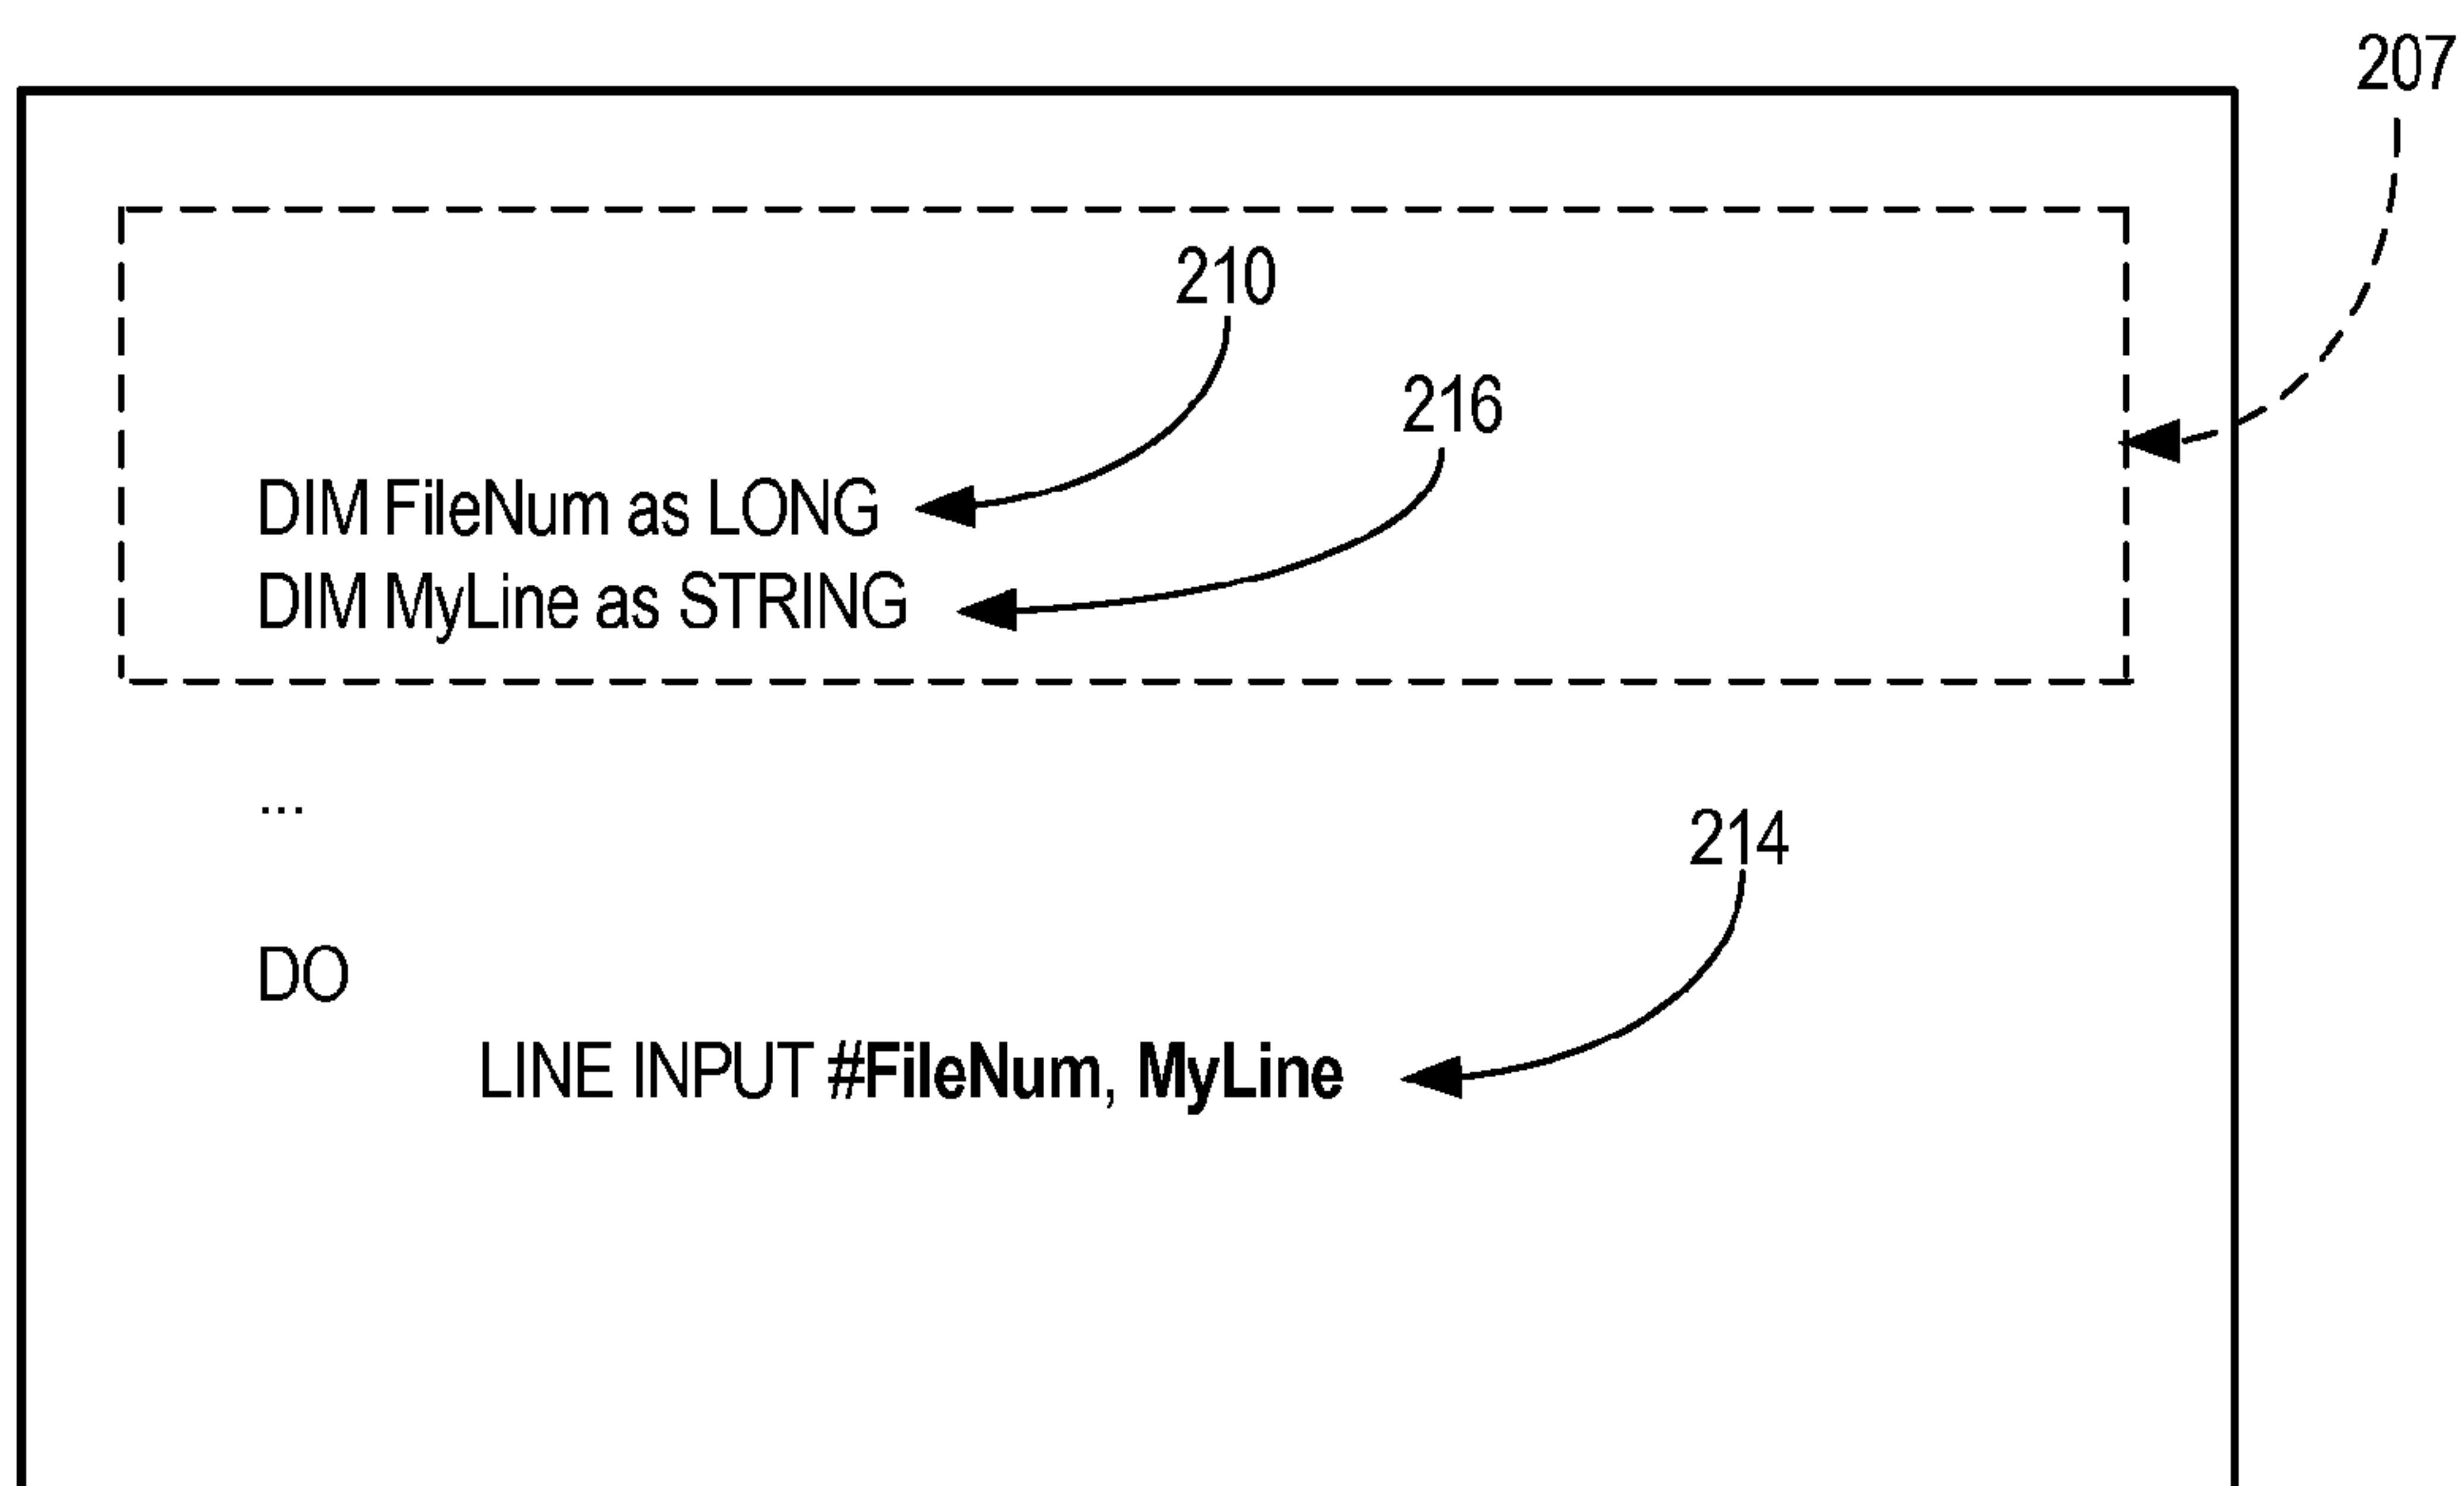 207
210
216
DIM FileNum as LONG
DIM MyLine as STRING
...
214
DO
LINE INPUT #FileNum, MyLine